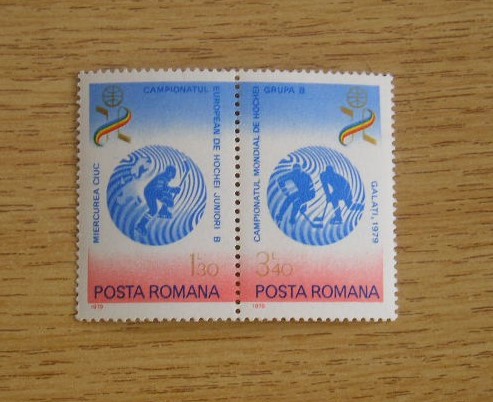 CAMPIONATUL
EUROPEAN DE HOCHEI JUNIORI B
MIERCUREA CIUC
1L30
POSTA ROMANA
1979
CAMPIONATUL MONDIAL DE HOCHEI
GRUPA B
GALATI, 1979
3L40
POSTA ROMANA
1979